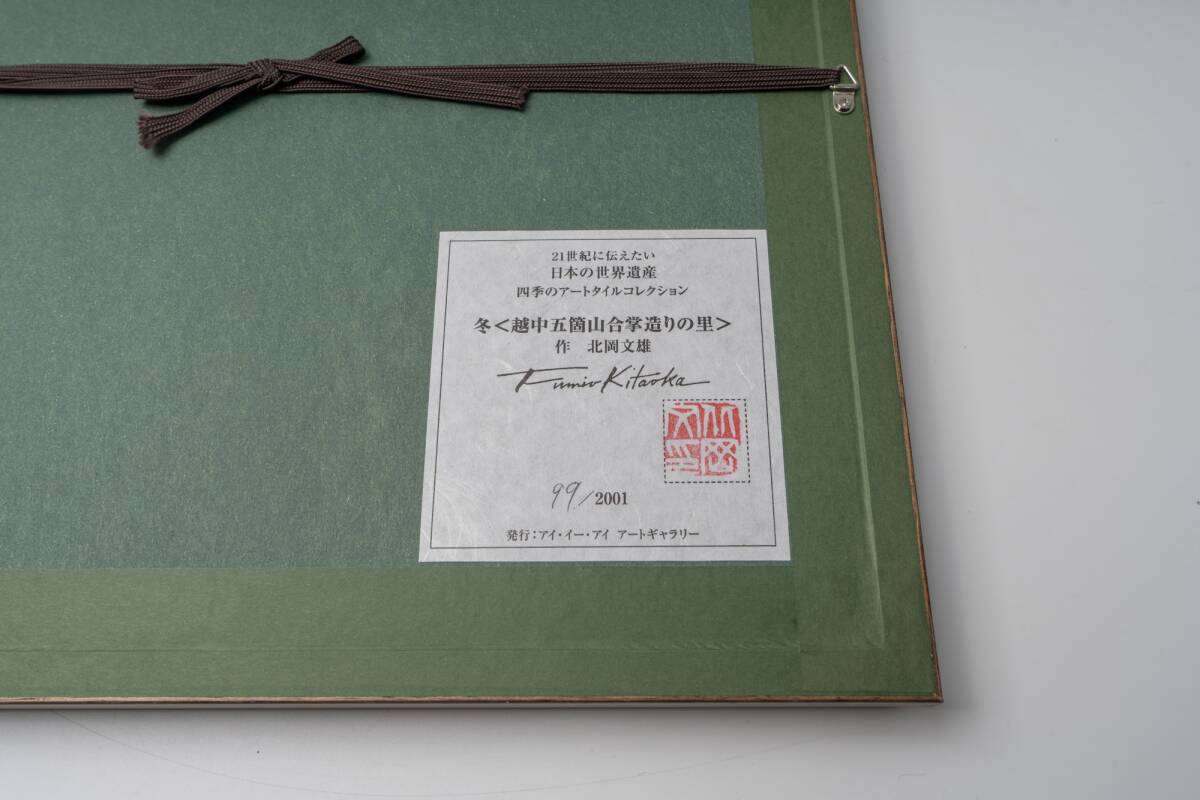 21世紀に伝えたい
日本の世界遺産
四季のアートタイルコレクション
冬<越中五箇山合掌造りの里>
作 北岡文雄
Fumio Kitaoka
99/2001
発行:アイ・イー・アイ アートギャラリー